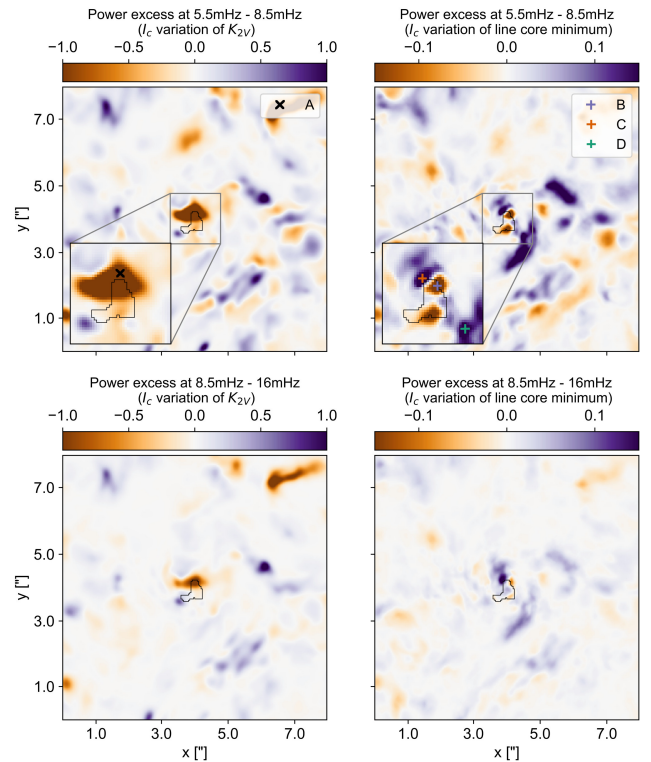 Power excess at 5.5mHz - 8.5mHz
(I_c variation of K_2V)
−1.0 −0.5 0.0 0.5 1.0
A
7.0
5.0
3.0
1.0
y ["]
Power excess at 5.5mHz - 8.5mHz
(I_c variation of line core minimum)
−0.1 0.0 0.1
B
C
D
Power excess at 8.5mHz - 16mHz
(I_c variation of K_2V)
−1.0 −0.5 0.0 0.5 1.0
7.0
5.0
3.0
1.0
y ["]
1.0 3.0 5.0 7.0
x ["]
Power excess at 8.5mHz - 16mHz
(I_c variation of line core minimum)
−0.1 0.0 0.1
1.0 3.0 5.0 7.0
x ["]